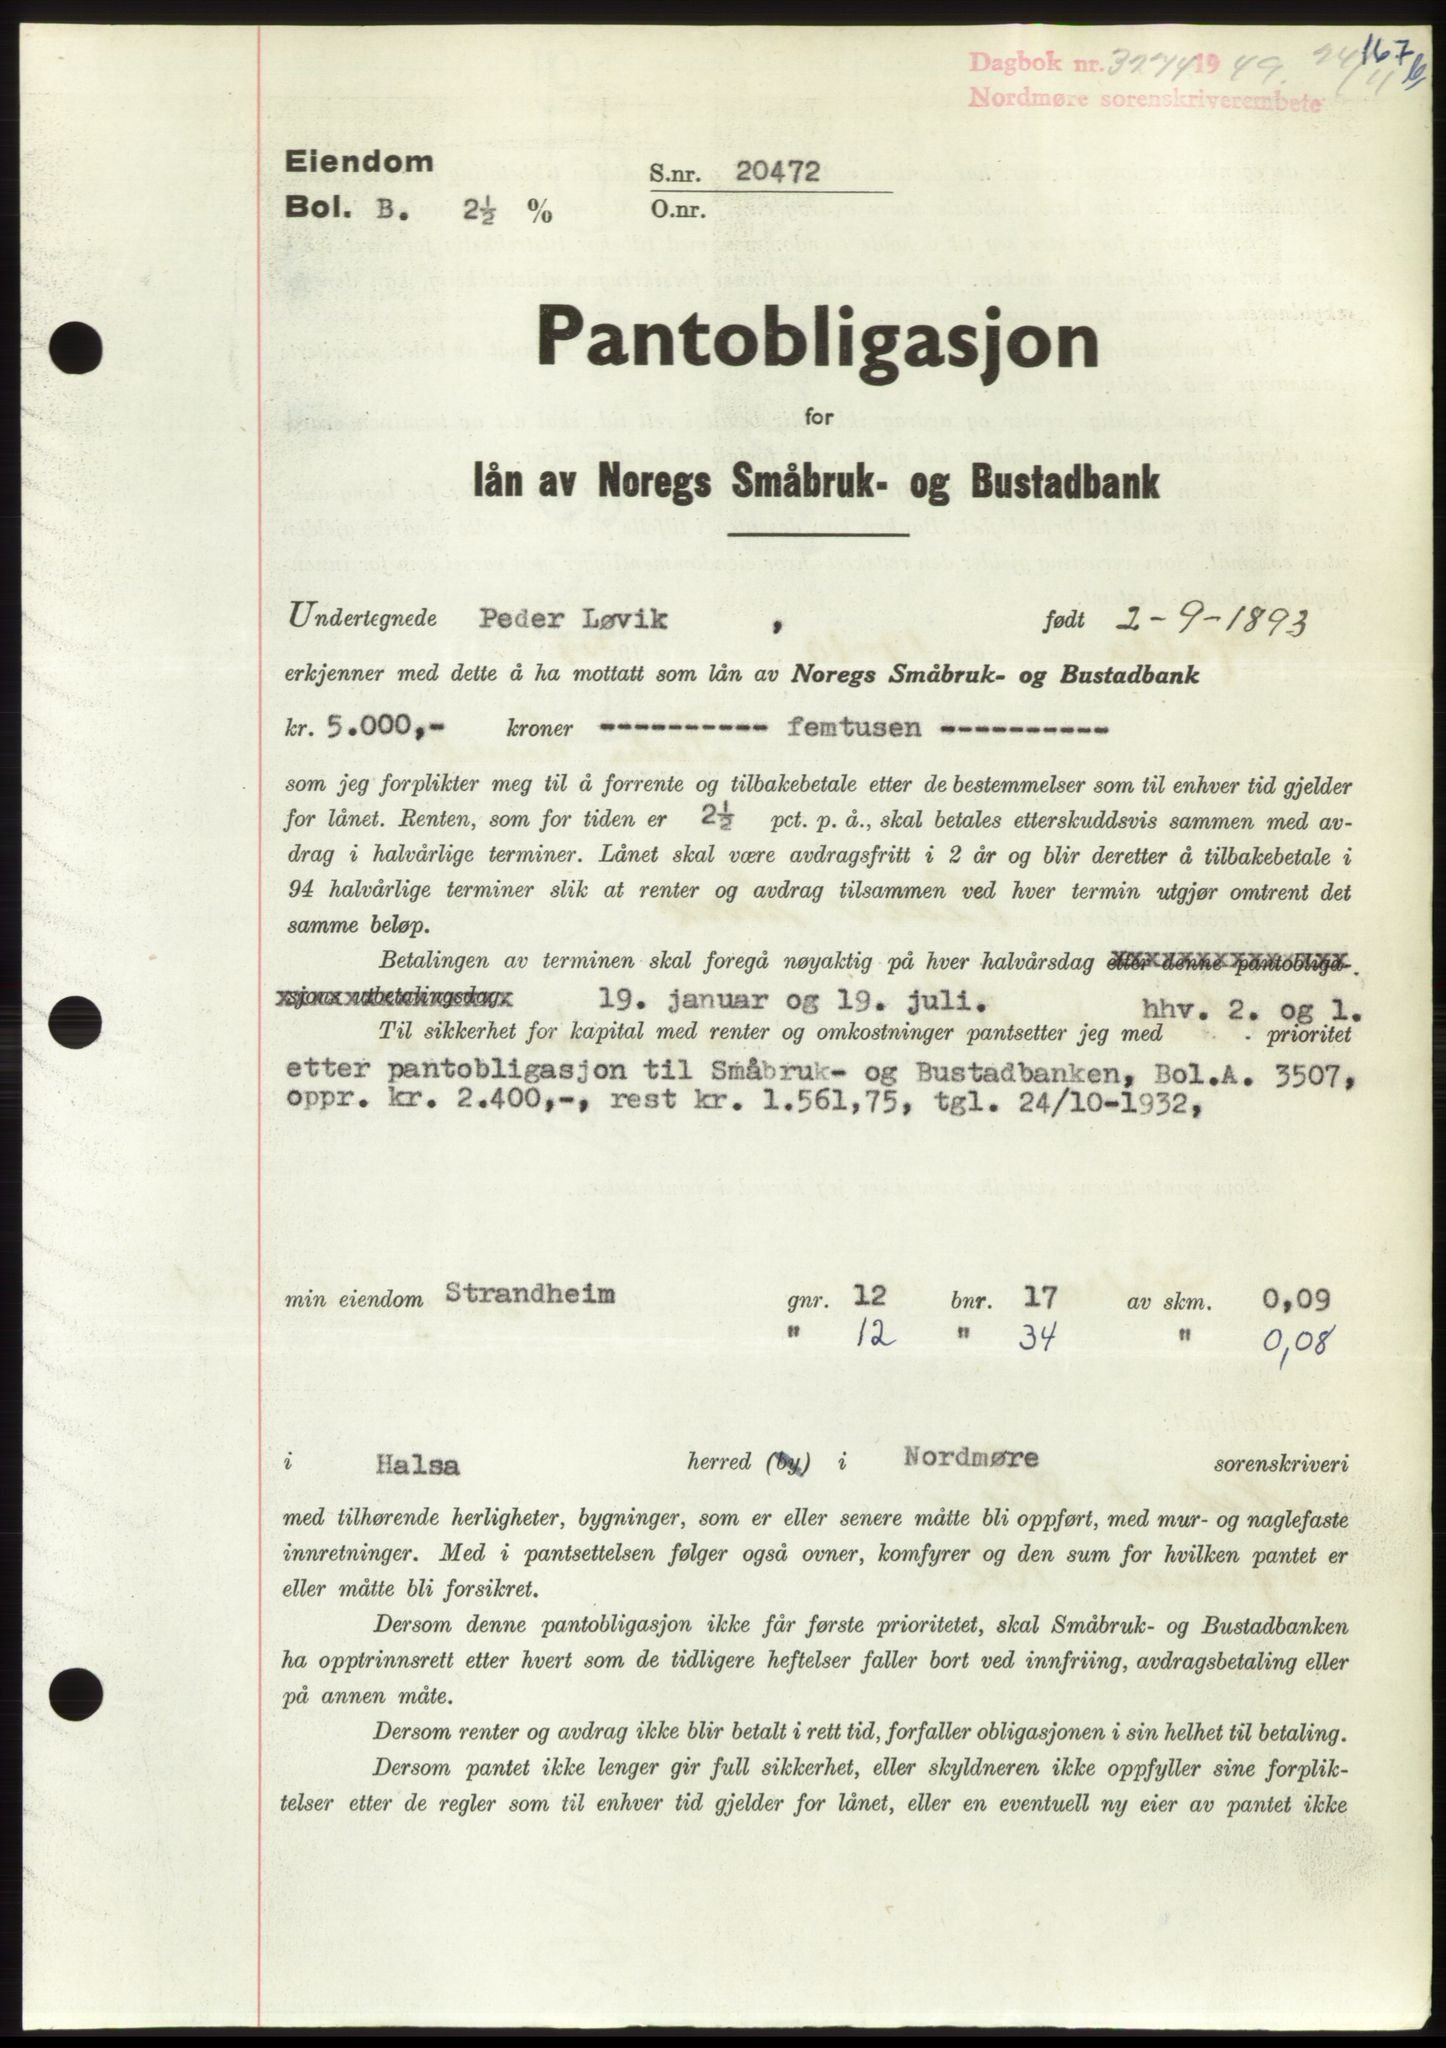 167 b
Dagbok nr. 3274 1949. 24/11
Nordmøre sorenskriverembete
Eiendom
S.nr. 20472
Bol. B. 2½ %
O.nr.
Pantobligasjon
for
lån av Noregs Småbruk- og Bustadbank
Undertegnede Peder Løvik , født 2-9-1893
erkjenner med dette å ha mottatt som lån av Noregs Småbruk- og Bustadbank
kr. 5.000,- kroner ---------- femtusen ----------
som jeg forplikter meg til å forrente og tilbakebetale etter de bestemmelser som til enhver tid gjelder
for lånet. Renten, som for tiden er 2½ pct. p. å., skal betales etterskuddsvis sammen med av-
drag i halvårlige terminer. Lånet skal være avdragsfritt i 2 år og blir deretter å tilbakebetale i
94 halvårlige terminer slik at renter og avdrag tilsammen ved hver termin utgjør omtrent det
samme beløp.
Betalingen av terminen skal foregå nøyaktig på hver halvårsdag etter denne pantobliga-
sjons utbetalingsdag. 19. januar og 19. juli. hhv. 2. og 1.
Til sikkerhet for kapital med renter og omkostninger pantsetter jeg med . prioritet
etter pantobligasjon til Småbruk- og Bustadbanken, Bol.A. 3507,
oppr. kr. 2.400,-, rest kr. 1.561,75, tgl. 24/10-1932,
min eiendom Strandheim gnr. 12 bnr. 17 av skm. 0,09
" 12 " 34 " 0,08
i Halsa herred (by) i Nordmøre sorenskriveri
med tilhørende herligheter, bygninger, som er eller senere måtte bli oppført, med mur- og naglefaste
innretninger. Med i pantsettelsen følger også ovner, komfyrer og den sum for hvilken pantet er
eller måtte bli forsikret.
Dersom denne pantobligasjon ikke får første prioritetet, skal Småbruk- og Bustadbanken
ha opptrinnsrett etter hvert som de tidligere heftelser faller bort ved innfriing, avdragsbetaling eller
på annen måte.
Dersom renter og avdrag ikke blir betalt i rett tid, forfaller obligasjonen i sin helhet til betaling.
Dersom pantet ikke lenger gir full sikkerhet, eller skyldneren ikke oppfyller sine forplik-
telser etter de regler som til enhver tid gjelder for lånet, eller en eventuell ny eier av pantet ikke